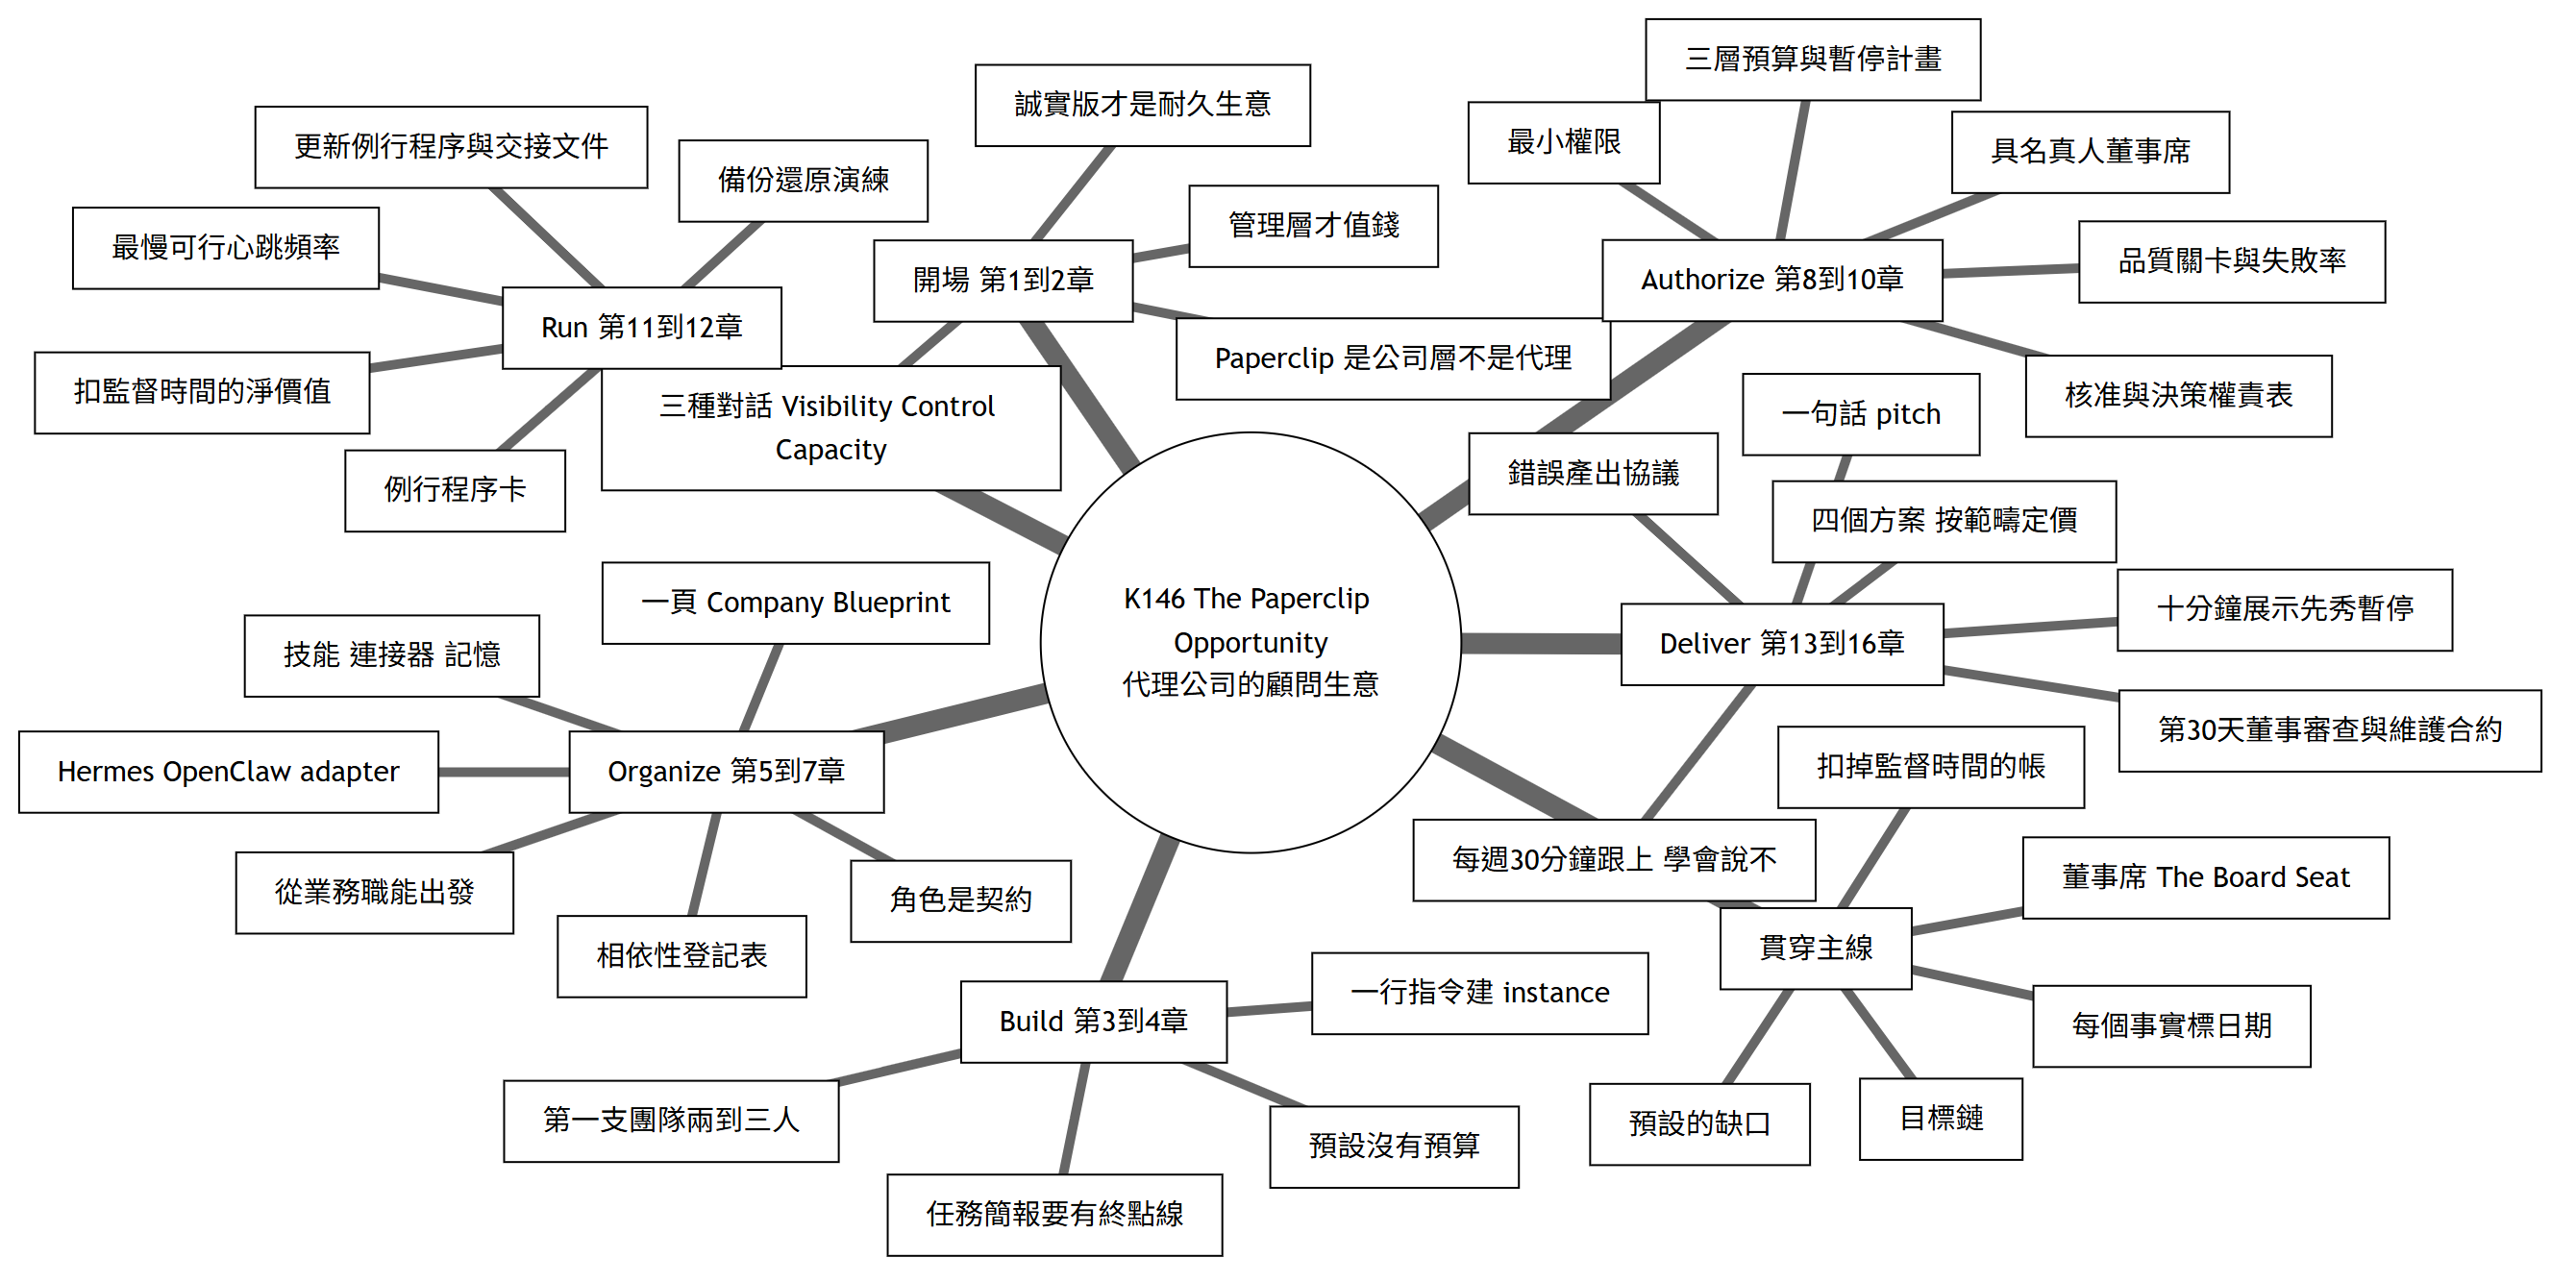 K146 The Paperclip
Opportunity
代理公司的顧問生意
開場 第1到2章
誠實版才是耐久生意
管理層才值錢
Paperclip 是公司層不是代理
三種對話 Visibility Control
Capacity
Build 第3到4章
一行指令建 instance
預設沒有預算
任務簡報要有終點線
第一支團隊兩到三人
Organize 第5到7章
一頁 Company Blueprint
技能 連接器 記憶
Hermes OpenClaw adapter
從業務職能出發
相依性登記表
角色是契約
Authorize 第8到10章
最小權限
三層預算與暫停計畫
具名真人董事席
品質關卡與失敗率
核准與決策權責表
Run 第11到12章
備份還原演練
更新例行程序與交接文件
最慢可行心跳頻率
扣監督時間的淨價值
例行程序卡
Deliver 第13到16章
錯誤產出協議
一句話 pitch
四個方案 按範疇定價
十分鐘展示先秀暫停
第30天董事審查與維護合約
每週30分鐘跟上 學會說不
貫穿主線
扣掉監督時間的帳
董事席 The Board Seat
每個事實標日期
目標鏈
預設的缺口